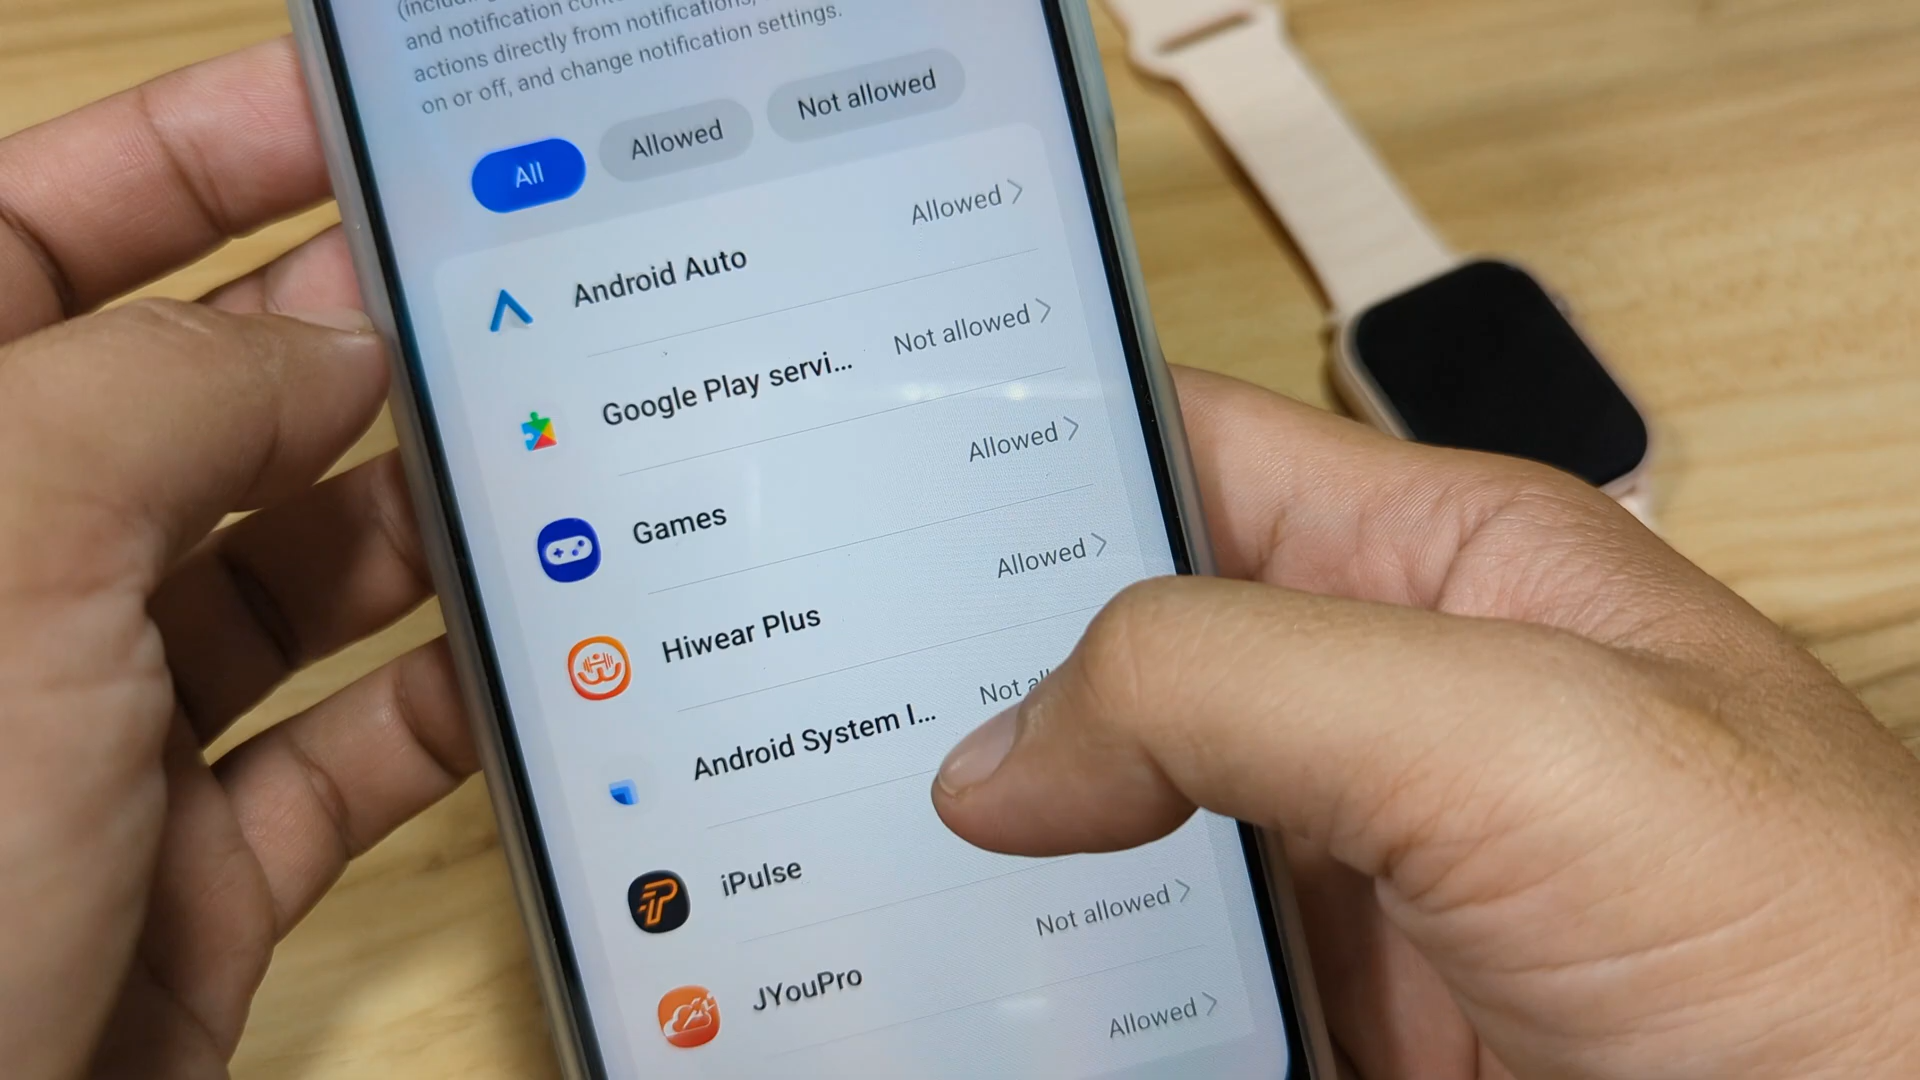 and notification
actions directly from notifications,
on or off, and change notification settings.
All
Allowed
Not allowed
Android Auto
Allowed
Google Play servi...
Not allowed
Games
Allowed
Hiwear Plus
Allowed
Android System I...
Not
iPulse
Not allowed
JYouPro
Allowed